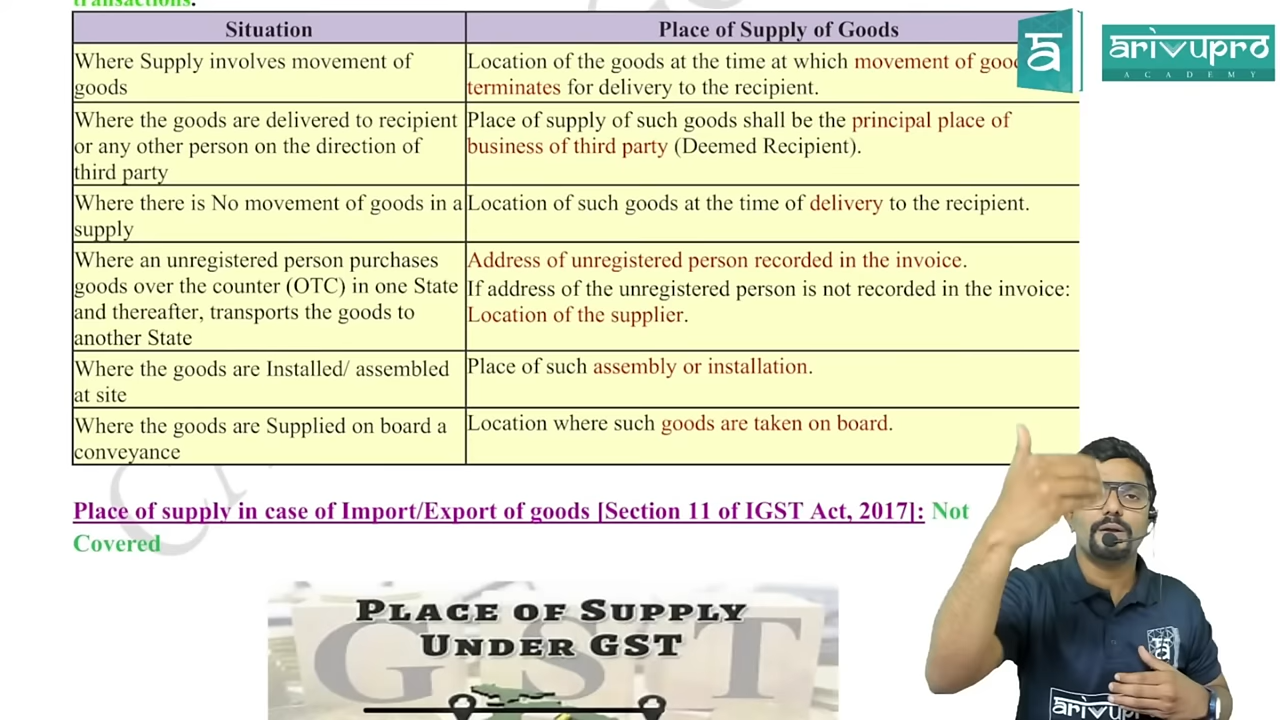 transactions.
Situation
Place of Supply of Goods
Where Supply involves movement of
goods
Location of the goods at the time at which movement of
terminates for delivery to the recipient.
Where the goods are delivered to recipient
or any other person on the direction of
third party
Place of supply of such goods shall be the principal place of
business of third party (Deemed Recipient).
Where there is No movement of goods in a
supply
Location of such goods at the time of delivery to the recipient.
Where an unregistered person purchases
goods over the counter (OTC) in one State
and thereafter, transports the goods to
another State
Address of unregistered person recorded in the invoice.
If address of the unregistered person is not recorded in the invoice:
Location of the supplier.
Where the goods are Installed/ assembled
at site
Place of such assembly or installation.
Where the goods are Supplied on board a
conveyance
Location where such goods are taken on board.
Place of supply in case of Import/Export of goods [Section 11 of IGST Act, 2017]: Not
Covered
PLACE OF SUPPLY
UNDER GST
GST
arivupro
ACADEMY
arivupro